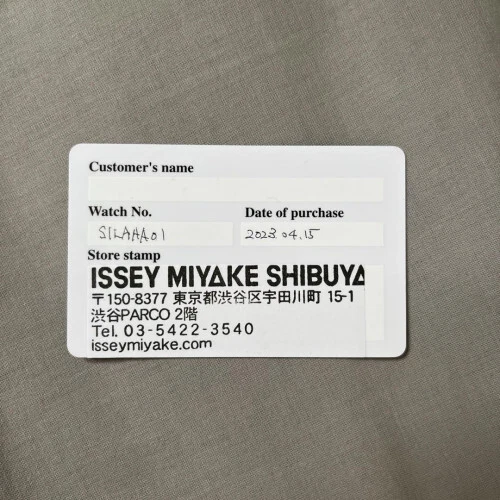 Customer's name
Watch No. Date of purchase
SILAHA01 2023.04.15
Store stamp
ISSEY MIYAKE SHIBUYA
〒150-8377 東京都渋谷区宇田川町 15-1
渋谷PARCO 2階
Tel. 03-5422-3540
isseymiyake.com